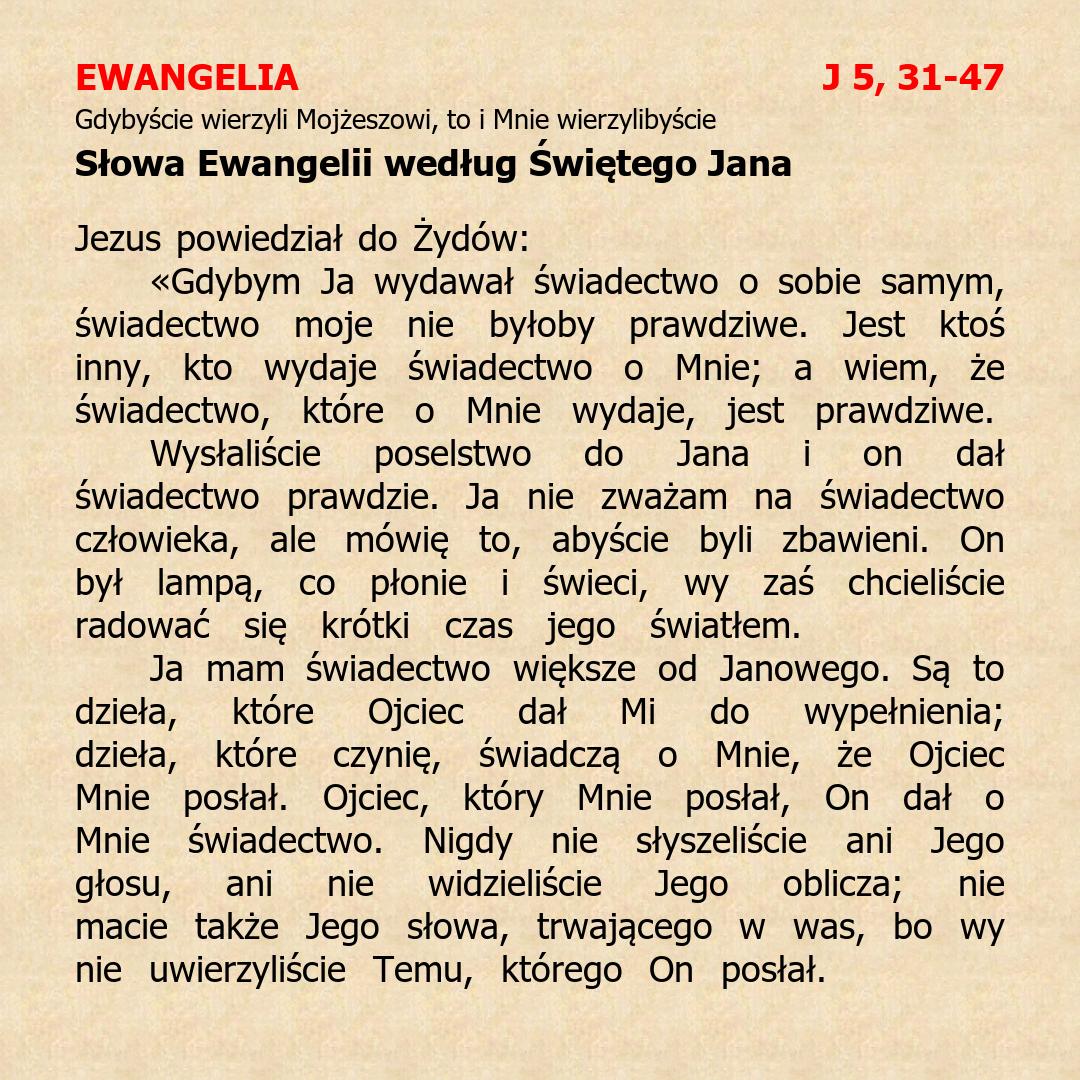 EWANGELIA J 5, 31-47
Gdybyście wierzyli Mojżeszowi, to i Mnie wierzylibyście
Słowa Ewangelii według Świętego Jana
Jezus powiedział do Żydów:
«Gdybym Ja wydawał świadectwo o sobie samym,
świadectwo moje nie byłoby prawdziwe. Jest ktoś
inny, kto wydaje świadectwo o Mnie; a wiem, że
świadectwo, które o Mnie wydaje, jest prawdziwe.
Wysłaliście poselstwo do Jana i on dał
świadectwo prawdzie. Ja nie zważam na świadectwo
człowieka, ale mówię to, abyście byli zbawieni. On
był lampą, co płonie i świeci, wy zaś chcieliście
radować się krótki czas jego światłem.
Ja mam świadectwo większe od Janowego. Są to
dzieła, które Ojciec dał Mi do wypełnienia;
dzieła, które czynię, świadczą o Mnie, że Ojciec
Mnie posłał. Ojciec, który Mnie posłał, On dał o
Mnie świadectwo. Nigdy nie słyszeliście ani Jego
głosu, ani nie widzieliście Jego oblicza; nie
macie także Jego słowa, trwającego w was, bo wy
nie uwierzyliście Temu, którego On posłał.